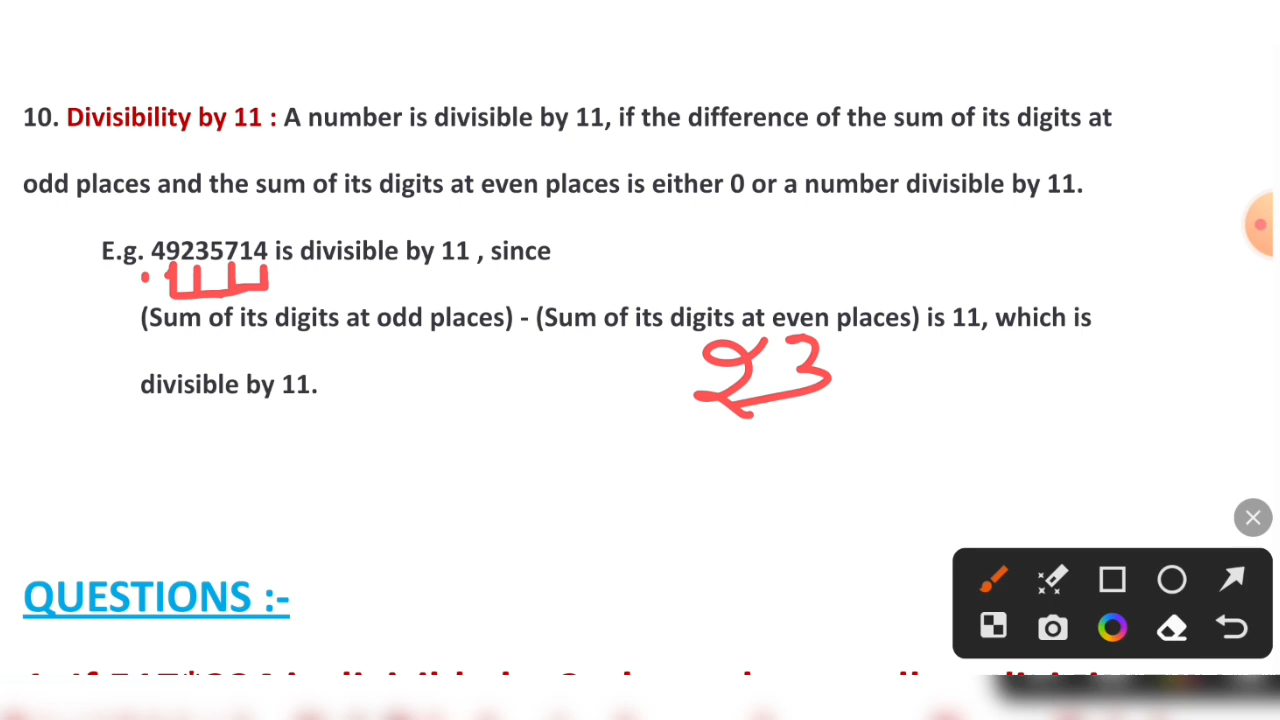 10. Divisibility by 11 : A number is divisible by 11, if the difference of the sum of its digits at
odd places and the sum of its digits at even places is either 0 or a number divisible by 11.
E.g. 49235714 is divisible by 11 , since
(Sum of its digits at odd places) - (Sum of its digits at even places) is 11, which is
divisible by 11.
23
QUESTIONS :-